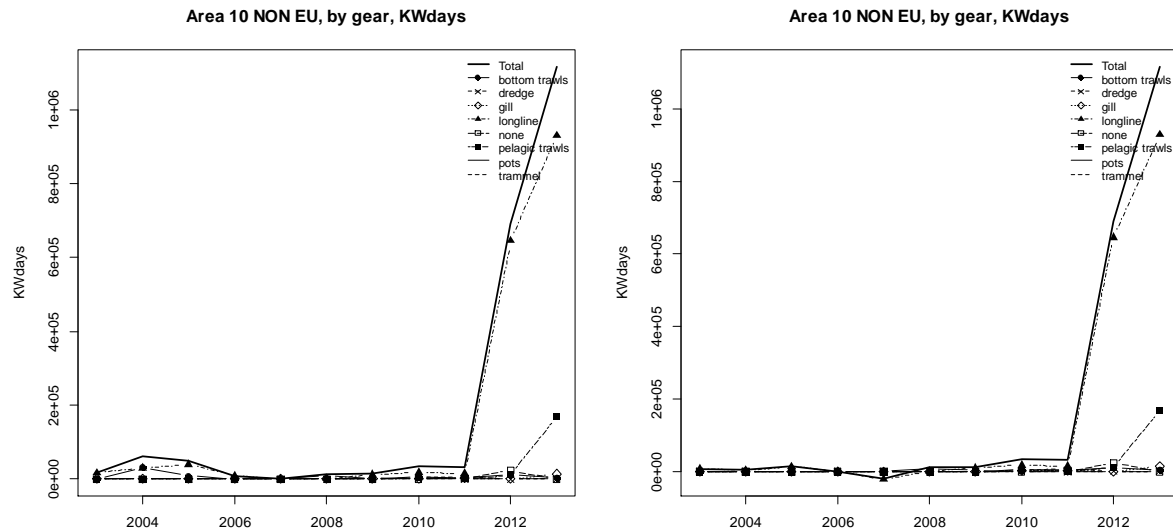 Area 10 NON EU, by gear, KWdays
KWdays
1e+06
8e+05
6e+05
4e+05
2e+05
0e+00
2004 2006 2008 2010 2012
Total
bottom trawls
dredge
gill
longline
none
pelagic trawls
pots
trammel
Area 10 NON EU, by gear, KWdays
KWdays
1e+06
8e+05
6e+05
4e+05
2e+05
0e+00
2004 2006 2008 2010 2012
Total
bottom trawls
dredge
gill
longline
none
pelagic trawls
pots
trammel